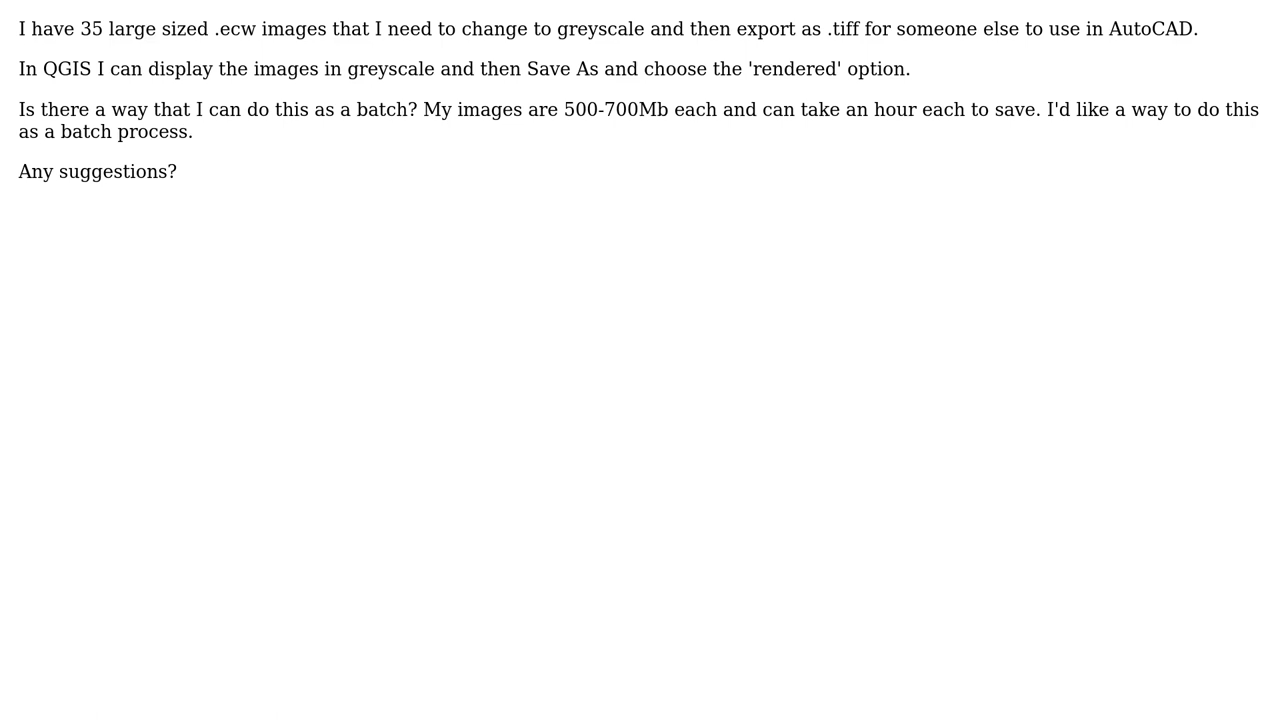 I have 35 large sized .ecw images that I need to change to greyscale and then export as .tiff for someone else to use in AutoCAD.
In QGIS I can display the images in greyscale and then Save As and choose the 'rendered' option.
Is there a way that I can do this as a batch? My images are 500-700Mb each and can take an hour each to save. I'd like a way to do this
as a batch process.
Any suggestions?